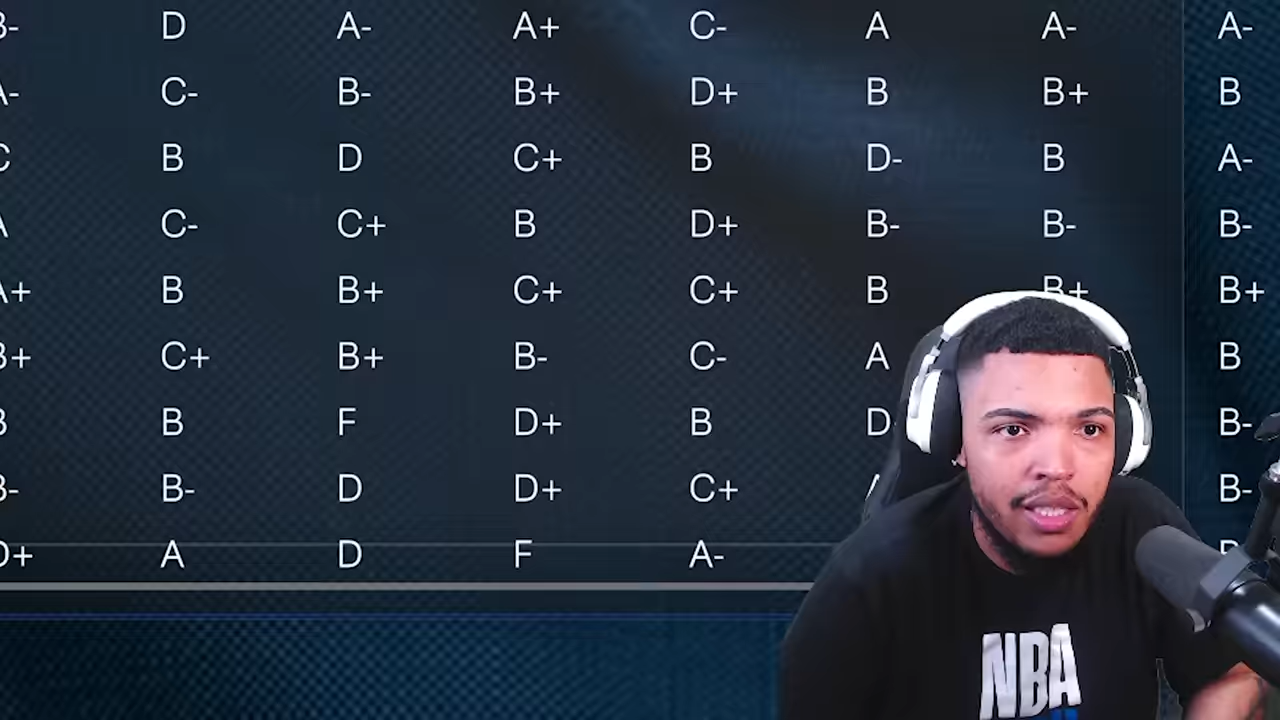 D A- A+ C- A A- A-
C- B- B+ D+ B B+ B
B D C+ B D- B A-
C- C+ B D+ B- B- B-
A+ B B+ C+ C+ B B+ B+
B+ C+ B+ B- C- A B
B F D+ B D B-
B- D D+ C+ B-
D+ A D F A-
NBA